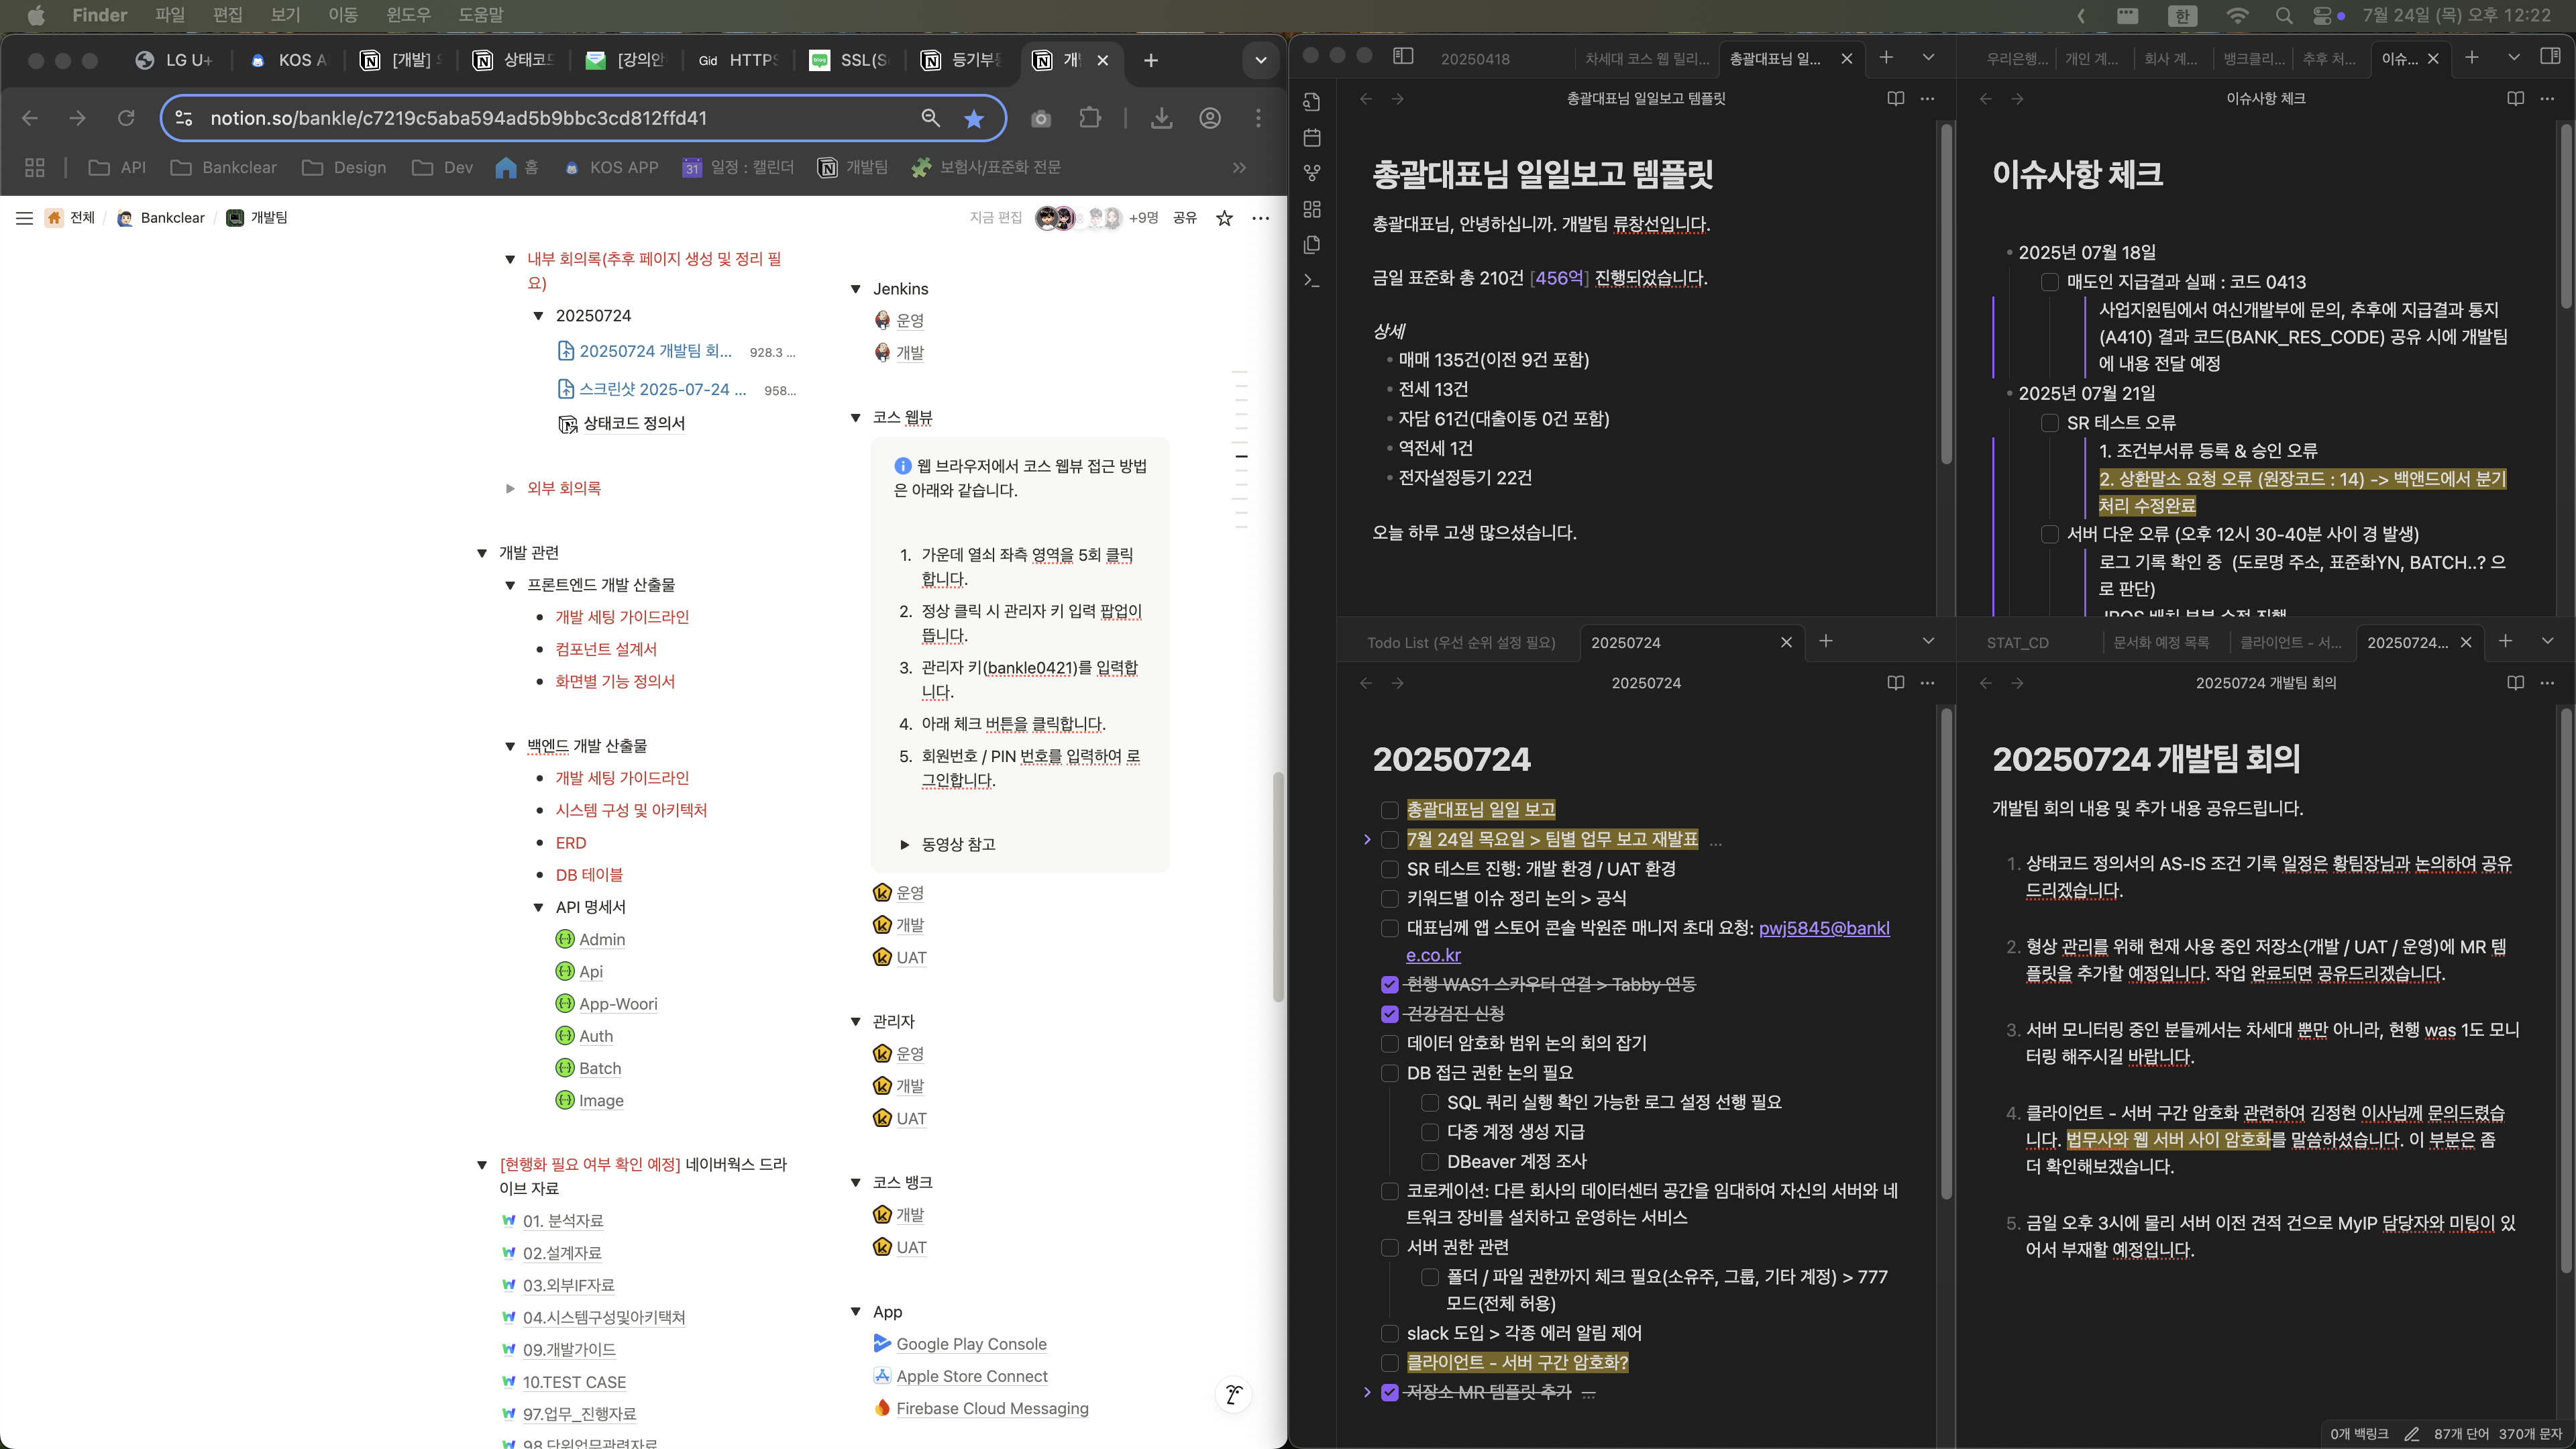 Finder 파일 편집 보기 이동 윈도우 도움말
한 7월 24일 (목) 오후 12:22
LG U+
KOS A
[개발]
상태코드
[강의안
Gid HTTPS
SSL(S
등기부
notion.so/bankle/c7219c5aba594ad5b9bbc3cd812ffd41
API
Bankclear
Design
Dev
홈
KOS APP
31 일정 : 캘린더
개발팀
보험사/표준화 전문
전체 / Bankclear / 개발팀
지금 편집 +9명 공유
내부 회의록(추후 페이지 생성 및 정리 필
요)
20250724
20250724 개발팀 회... 928.3 ...
스크린샷 2025-07-24 ... 958...
상태코드 정의서
외부 회의록
개발 관련
프론트엔드 개발 산출물
개발 세팅 가이드라인
컴포넌트 설계서
화면별 기능 정의서
백엔드 개발 산출물
개발 세팅 가이드라인
시스템 구성 및 아키텍처
ERD
DB 테이블
API 명세서
Admin
Api
App-Woori
Auth
Batch
Image
[현행화 필요 여부 확인 예정] 네이버웍스 드라
이브 자료
01. 분석자료
02.설계자료
03.외부IF자료
04.시스템구성및아키택쳐
09.개발가이드
10.TEST CASE
97.업무_진행자료
98.단위업무관련자료
Jenkins
운영
개발
코스 웹뷰
웹 브라우저에서 코스 웹뷰 접근 방법
은 아래와 같습니다.
1. 가운데 열쇠 좌측 영역을 5회 클릭
합니다.
2. 정상 클릭 시 관리자 키 입력 팝업이
뜹니다.
3. 관리자 키(bankle0421)를 입력합
니다.
4. 아래 체크 버튼을 클릭합니다.
5. 회원번호 / PIN 번호를 입력하여 로
그인합니다.
동영상 참고
운영
개발
UAT
관리자
운영
개발
UAT
코스 뱅크
개발
UAT
App
Google Play Console
Apple Store Connect
Firebase Cloud Messaging
20250418
차세대 코스 웹 릴리...
총괄대표님 일...
총괄대표님 일일보고 템플릿
총괄대표님 일일보고 템플릿
총괄대표님, 안녕하십니까. 개발팀 류창선입니다.
금일 표준화 총 210건 [456억] 진행되었습니다.
상세
매매 135건(이전 9건 포함)
전세 13건
자담 61건(대출이동 0건 포함)
역전세 1건
전자설정등기 22건
오늘 하루 고생 많으셨습니다.
우리은행...
개인 계...
회사 계...
뱅크클리...
추후 처...
이슈...
이슈사항 체크
이슈사항 체크
2025년 07월 18일
매도인 지급결과 실패 : 코드 0413
사업지원팀에서 여신개발부에 문의, 추후에 지급결과 통지
(A410) 결과 코드(BANK_RES_CODE) 공유 시에 개발팀
에 내용 전달 예정
2025년 07월 21일
SR 테스트 오류
1. 조건부서류 등록 & 승인 오류
2. 상환말소 요청 오류 (원장코드 : 14) -> 백앤드에서 분기
처리 수정완료
서버 다운 오류 (오후 12시 30-40분 사이 경 발생)
로그 기록 확인 중 (도로명 주소, 표준화YN, BATCH..? 으
로 판단)
IROS 배치 부분 수정 진행
Todo List (우선 순위 설정 필요)
20250724
20250724
20250724
총괄대표님 일일 보고
7월 24일 목요일 > 팀별 업무 보고 재발표 ...
SR 테스트 진행: 개발 환경 / UAT 환경
키워드별 이슈 정리 논의 > 공식
대표님께 앱 스토어 콘솔 박원준 매니저 초대 요청: pwj5845@bankl
e.co.kr
현행 WAS1 스카우터 연결 > Tabby 연동
건강검진 신청
데이터 암호화 범위 논의 회의 잡기
DB 접근 권한 논의 필요
SQL 쿼리 실행 확인 가능한 로그 설정 선행 필요
다중 계정 생성 지급
DBeaver 계정 조사
코로케이션: 다른 회사의 데이터센터 공간을 임대하여 자신의 서버와 네
트워크 장비를 설치하고 운영하는 서비스
서버 권한 관련
폴더 / 파일 권한까지 체크 필요(소유주, 그룹, 기타 계정) > 777
모드(전체 허용)
slack 도입 > 각종 에러 알림 제어
클라이언트 - 서버 구간 암호화?
저장소 MR 템플릿 추가 ...
STAT_CD
문서화 예정 목록
클라이언트 - 서...
20250724...
20250724 개발팀 회의
20250724 개발팀 회의
개발팀 회의 내용 및 추가 내용 공유드립니다.
1. 상태코드 정의서의 AS-IS 조건 기록 일정은 황팀장님과 논의하여 공유
드리겠습니다.
2. 형상 관리를 위해 현재 사용 중인 저장소(개발 / UAT / 운영)에 MR 템
플릿을 추가할 예정입니다. 작업 완료되면 공유드리겠습니다.
3. 서버 모니터링 중인 분들께서는 차세대 뿐만 아니라, 현행 was 1도 모니
터링 해주시길 바랍니다.
4. 클라이언트 - 서버 구간 암호화 관련하여 김정현 이사님께 문의드렸습
니다. 법무사와 웹 서버 사이 암호화를 말씀하셨습니다. 이 부분은 좀
더 확인해보겠습니다.
5. 금일 오후 3시에 물리 서버 이전 견적 건으로 MyIP 담당자와 미팅이 있
어서 부재할 예정입니다.
0개 백링크 87개 단어 370개 문자